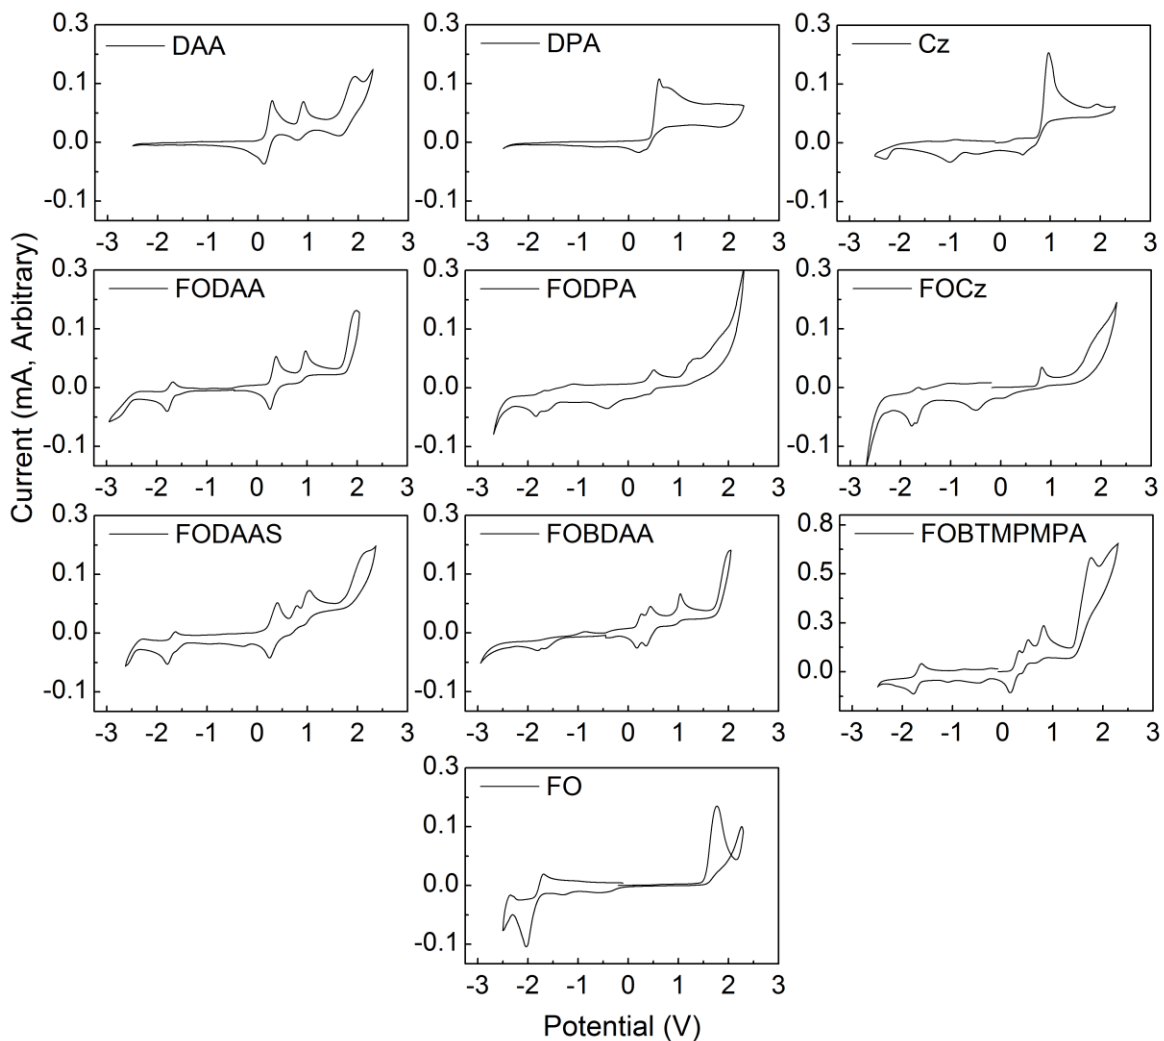 0.3 0.3 0.3
DAA DPA Cz
0.1 0.1 0.1
0.0 0.0 0.0
-0.1 -0.1 -0.1
-3 -2 -1 0 1 2 3 -3 -2 -1 0 1 2 3 -3 -2 -1 0 1 2 3
0.3 0.3 0.3
FODAA FODPA FOCz
0.1 0.1 0.1
0.0 0.0 0.0
-0.1 -0.1 -0.1
-3 -2 -1 0 1 2 3 -3 -2 -1 0 1 2 3 -3 -2 -1 0 1 2 3
Current (mA, Arbitrary)
0.3 0.3 0.8
FODAAS FOBDAA FOBTMPMPA
0.1 0.1 0.5
0.0 0.0 0.3
-0.1 -0.1 0.0
-3 -2 -1 0 1 2 3 -3 -2 -1 0 1 2 3 -3 -2 -1 0 1 2 3
0.3
FO
0.1
0.0
-0.1
-3 -2 -1 0 1 2 3
Potential (V)